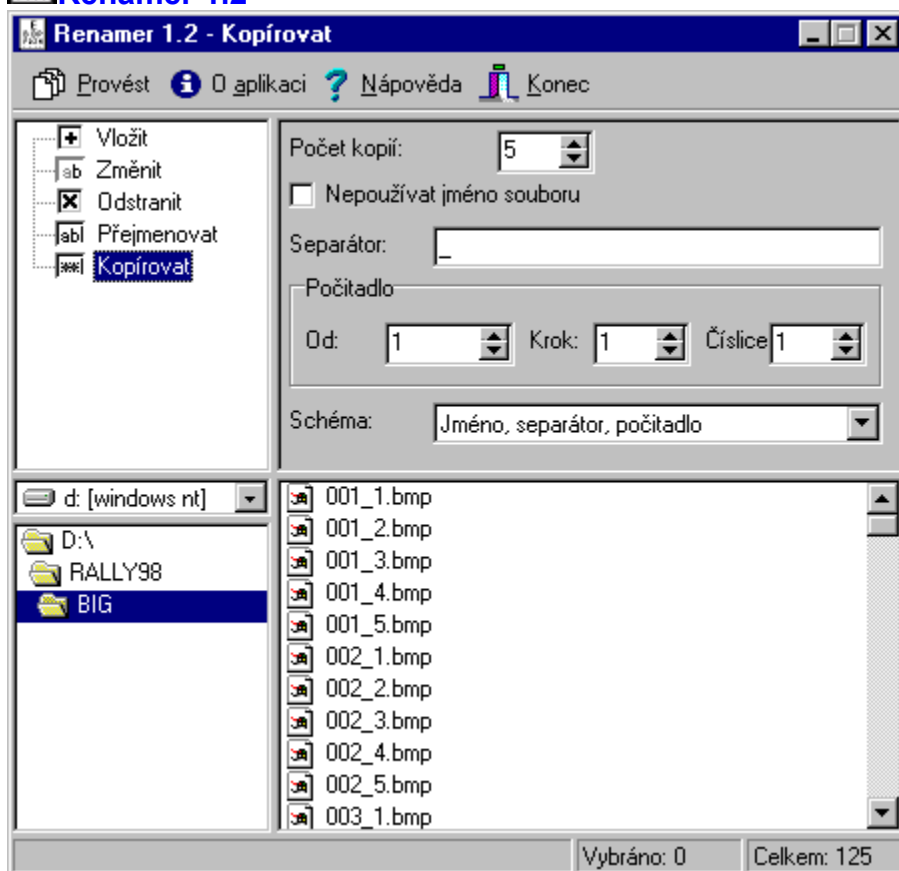 Renamer 1.2
Renamer 1.2 - Kopírovat
Provést O aplikaci Nápověda Konec
Vložit
Změnit
Odstranit
Přejmenovat
Kopírovat
Počet kopií: 5
Nepoužívat jméno souboru
Separátor: _
Počitadlo
Od: 1 Krok: 1 Číslice 1
Schéma: Jméno, separátor, počitadlo
d: [windows nt]
D:\
RALLY98
BIG
001_1.bmp
001_2.bmp
001_3.bmp
001_4.bmp
001_5.bmp
002_1.bmp
002_2.bmp
002_3.bmp
002_4.bmp
002_5.bmp
003_1.bmp
Vybráno: 0 Celkem: 125